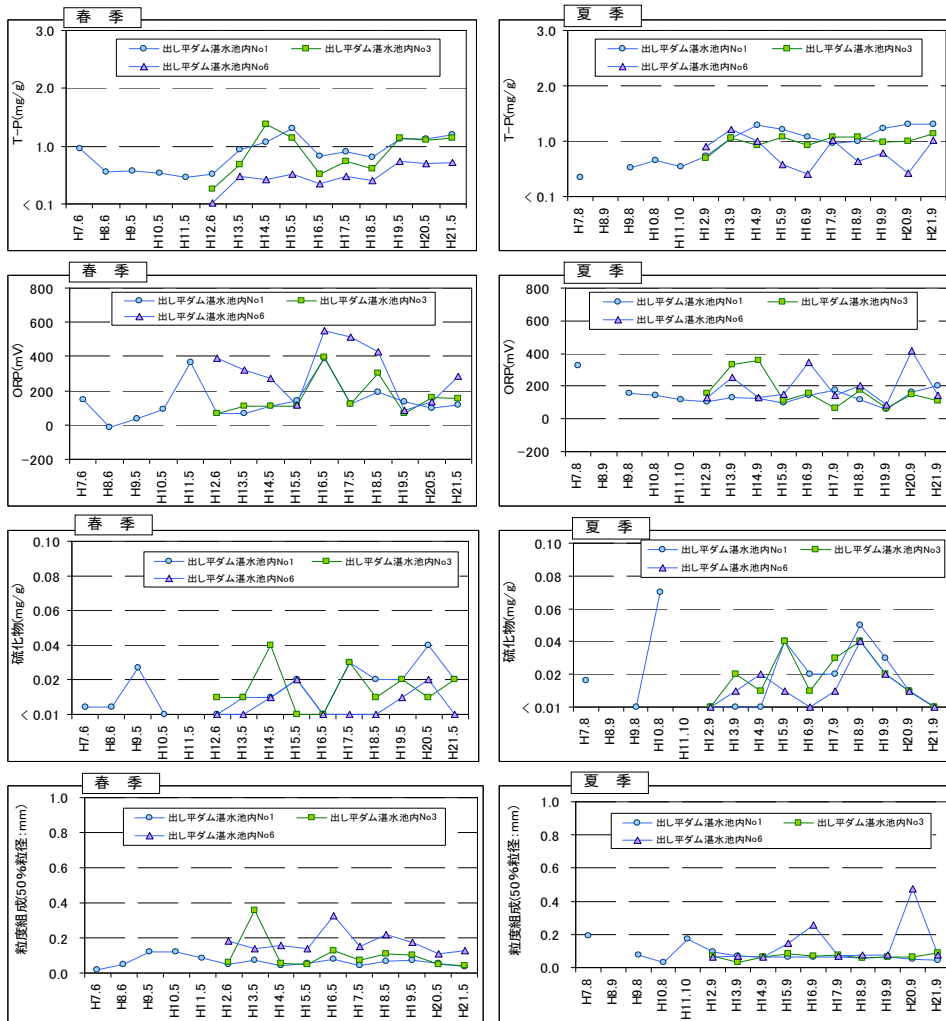 春 季
T-P(mg/g)
3.0
2.0
1.0
< 0.1
出し平ダム湛水池内No1
出し平ダム湛水池内No3
出し平ダム湛水池内No6
H7.6 H8.6 H9.5 H10.5 H11.5 H12.6 H13.5 H14.5 H15.5 H16.5 H17.5 H18.5 H19.5 H20.5 H21.5
夏 季
T-P(mg/g)
3.0
2.0
1.0
< 0.1
出し平ダム湛水池内No1
出し平ダム湛水池内No3
出し平ダム湛水池内No6
H7.8 H8.9 H9.8 H10.8 H11.10 H12.9 H13.9 H14.9 H15.9 H16.9 H17.9 H18.9 H19.9 H20.9 H21.9
春 季
ORP(mV)
800
600
400
200
0
-200
出し平ダム湛水池内No1
出し平ダム湛水池内No3
出し平ダム湛水池内No6
H7.6 H8.6 H9.5 H10.5 H11.5 H12.6 H13.5 H14.5 H15.5 H16.5 H17.5 H18.5 H19.5 H20.5 H21.5
夏 季
ORP(mV)
800
600
400
200
0
-200
出し平ダム湛水池内No1
出し平ダム湛水池内No3
出し平ダム湛水池内No6
H7.8 H8.9 H9.8 H10.8 H11.10 H12.9 H13.9 H14.9 H15.9 H16.9 H17.9 H18.9 H19.9 H20.9 H21.9
春 季
硫化物(mg/g)
0.10
0.08
0.06
0.04
0.02
< 0.01
出し平ダム湛水池内No1
出し平ダム湛水池内No3
出し平ダム湛水池内No6
H7.6 H8.6 H9.5 H10.5 H11.5 H12.6 H13.5 H14.5 H15.5 H16.5 H17.5 H18.5 H19.5 H20.5 H21.5
夏 季
硫化物(mg/g)
0.10
0.08
0.06
0.04
0.02
< 0.01
出し平ダム湛水池内No1
出し平ダム湛水池内No3
出し平ダム湛水池内No6
H7.8 H8.9 H9.8 H10.8 H11.10 H12.9 H13.9 H14.9 H15.9 H16.9 H17.9 H18.9 H19.9 H20.9 H21.9
春 季
粒度組成(50%粒径:mm)
1.0
0.8
0.6
0.4
0.2
0.0
出し平ダム湛水池内No1
出し平ダム湛水池内No3
出し平ダム湛水池内No6
H7.6 H8.6 H9.5 H10.5 H11.5 H12.6 H13.5 H14.5 H15.5 H16.5 H17.5 H18.5 H19.5 H20.5 H21.5
夏 季
粒度組成(50%粒径:mm)
1.0
0.8
0.6
0.4
0.2
0.0
出し平ダム湛水池内No1
出し平ダム湛水池内No3
出し平ダム湛水池内No6
H7.8 H8.9 H9.8 H10.8 H11.10 H12.9 H13.9 H14.9 H15.9 H16.9 H17.9 H18.9 H19.9 H20.9 H21.9